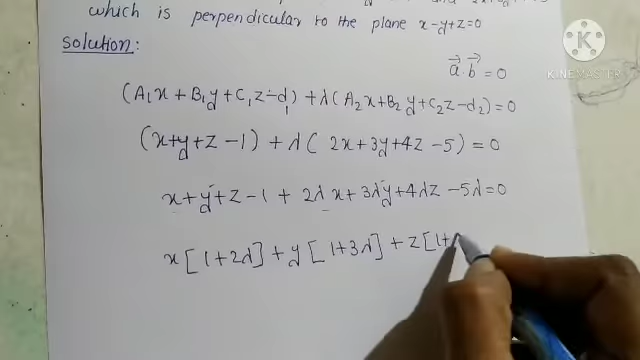 which is perpendicular to the plane x-y+z=0
Solution:
a⃗.b⃗=0
(A₁x+B₁y+C₁z-d₁)+λ(A₂x+B₂y+C₂z-d₂)=0
(x+y+z-1)+λ(2x+3y+4z-5)=0
x+y+z-1+2λx+3λy+4λz-5λ=0
x[1+2λ]+y[1+3λ]+z[1+
KINEMASTER